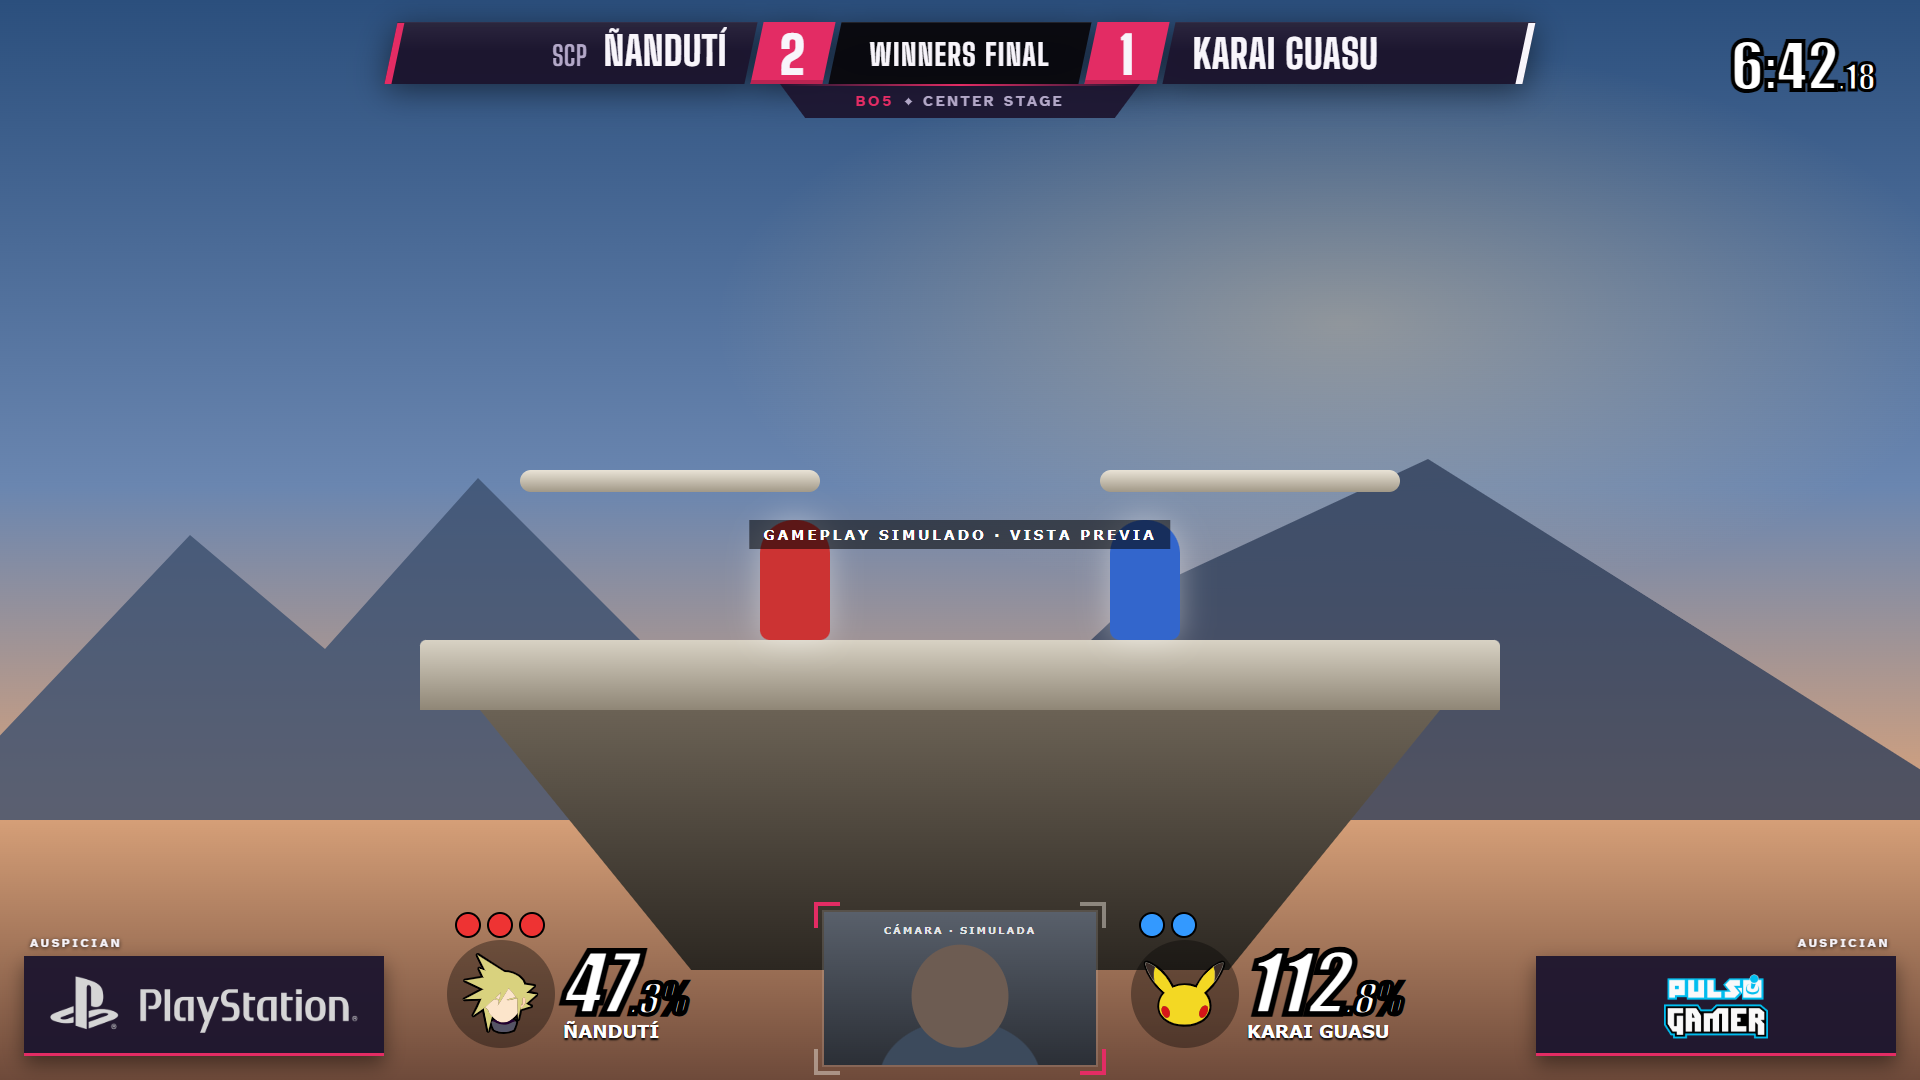 SCP ÑANDUTÍ 2 WINNERS FINAL 1 KARAI GUASU
6:42.18
BO5 ◆ CENTER STAGE
GAMEPLAY SIMULADO · VISTA PREVIA
CÁMARA · SIMULADA
AUSPICIAN
PlayStation®
47.3%
ÑANDUTÍ
112.8%
KARAI GUASU
AUSPICIAN
PULSO
GAMER